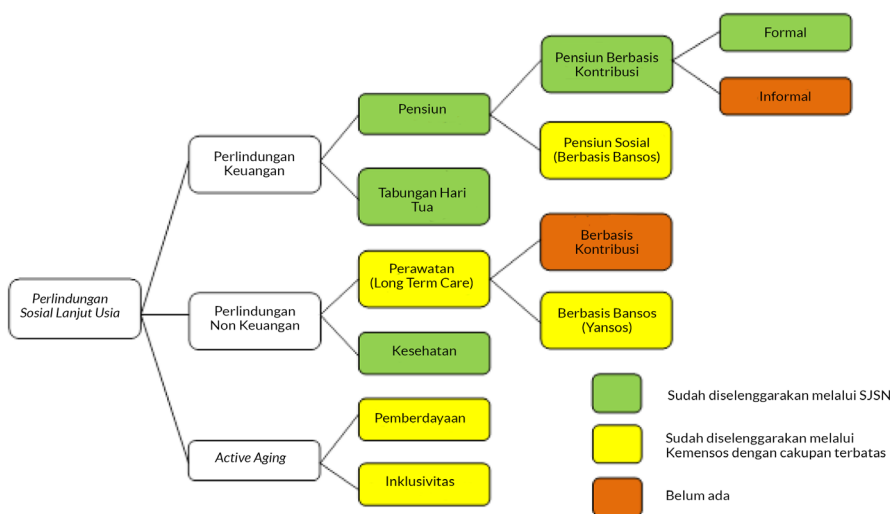 Perlindungan
Sosial Lanjut Usia
Perlindungan
Keuangan
Pensiun
Pensiun Berbasis
Kontribusi
Formal
Informal
Pensiun Sosial
(Berbasis Bansos)
Tabungan Hari
Tua
Perlindungan
Non Keuangan
Perawatan
(Long Term Care)
Berbasis
Kontribusi
Berbasis Bansos
(Yansos)
Kesehatan
Active Aging
Pemberdayaan
Inklusivitas
Sudah diselenggarakan melalui SJSN
Sudah diselenggarakan melalui
Kemensos dengan cakupan terbatas
Belum ada